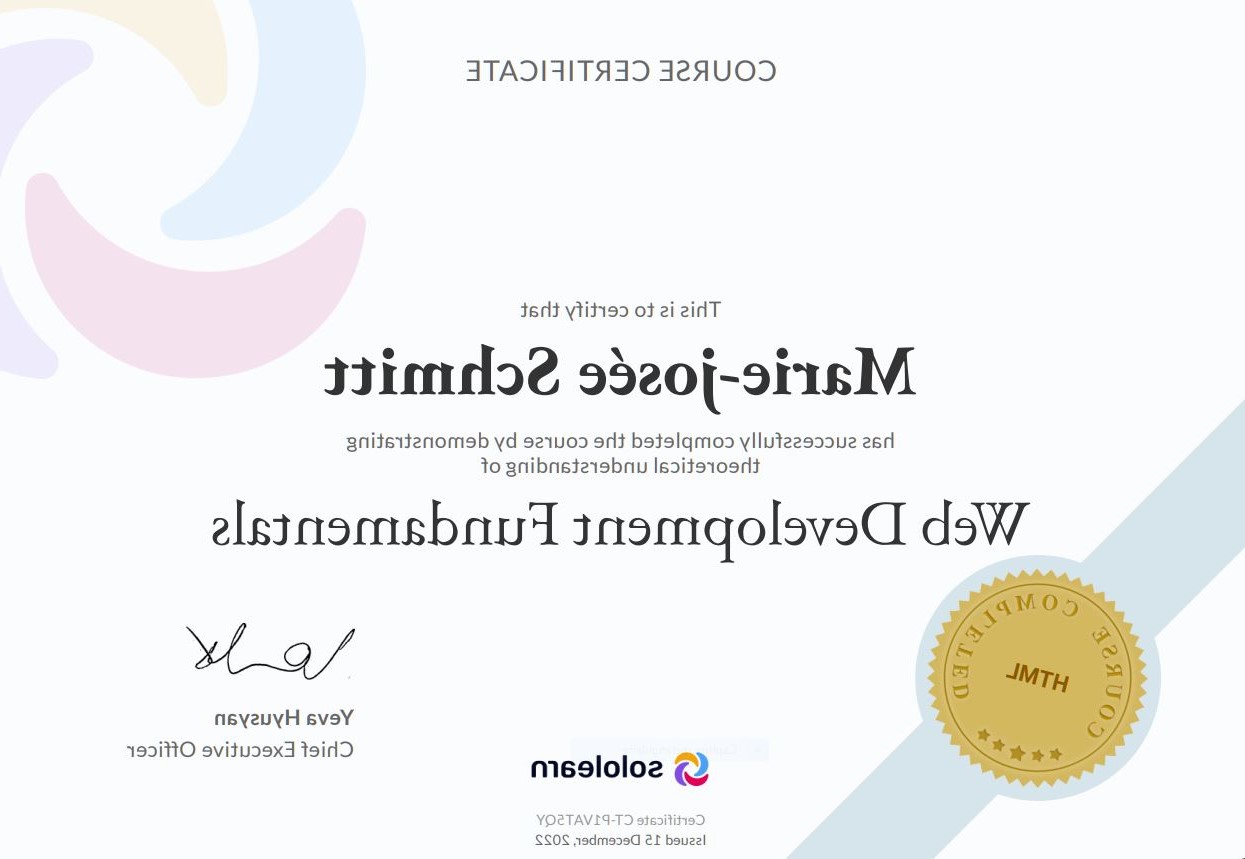 COURSE CERTIFICATE
This is to certify that
Marie-josée Schmitt
has successfully completed the course by demonstrating
theoretical understanding of
Web Development Fundamentals
COURSE COMPLETED
HTML
Yeva Hyusyan
Chief Executive Officer
sololearn
Certificate CT-P1VAT5QY
Issued 15 December, 2022